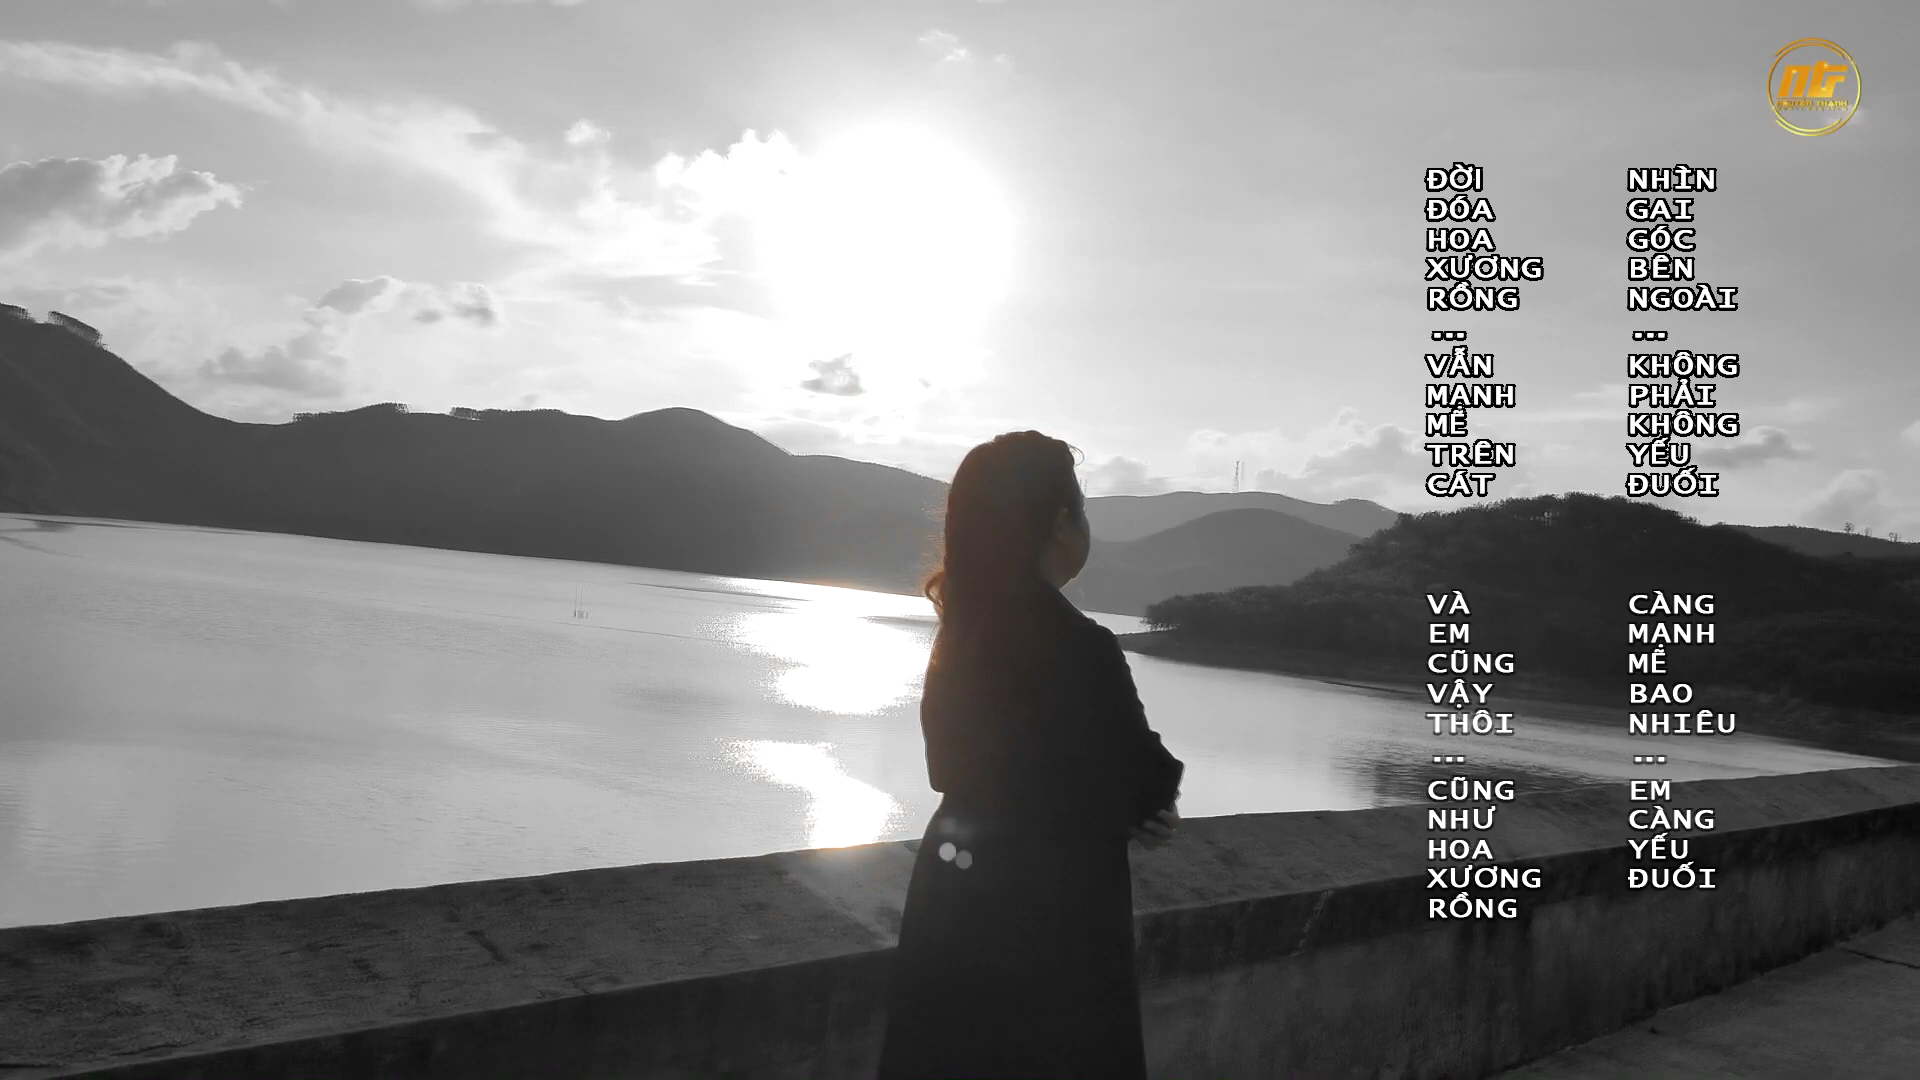 ĐỜI
ĐÓA
HOA
XƯƠNG
RỒNG
...
VẪN
MẠNH
MẼ
TRÊN
CÁT
NHÌN
GAI
GÓC
BÊN
NGOÀI
...
KHÔNG
PHẢI
KHÔNG
YẾU
ĐUỐI
VÀ
EM
CŨNG
VẬY
THÔI
...
CŨNG
NHƯ
HOA
XƯƠNG
RỒNG
CÀNG
MẠNH
MẼ
BAO
NHIÊU
...
EM
CÀNG
YẾU
ĐUỐI